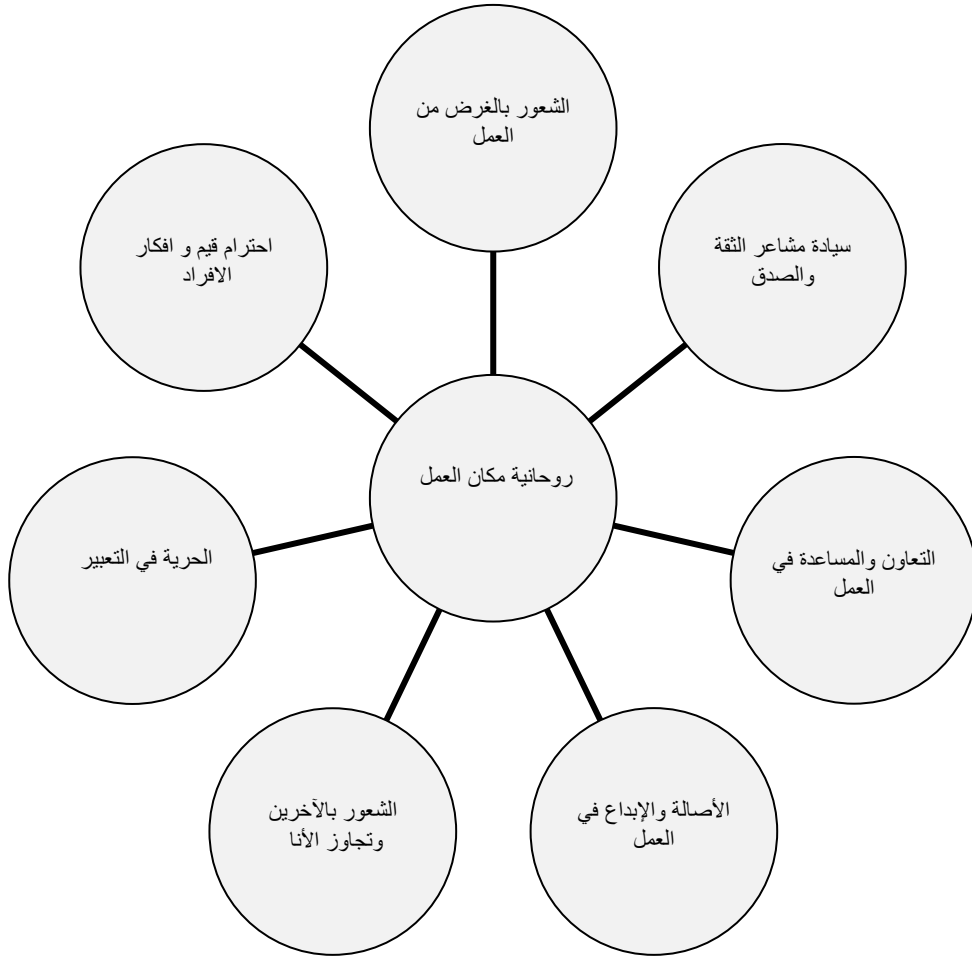 الشعور بالغرض من
العمل
سيادة مشاعر الثقة
والصدق
احترام قيم و افكار
الافراد
روحانية مكان العمل
التعاون والمساعدة في
العمل
الحرية في التعبير
الأصالة والإبداع في
العمل
الشعور بالآخرين
وتجاوز الأنا